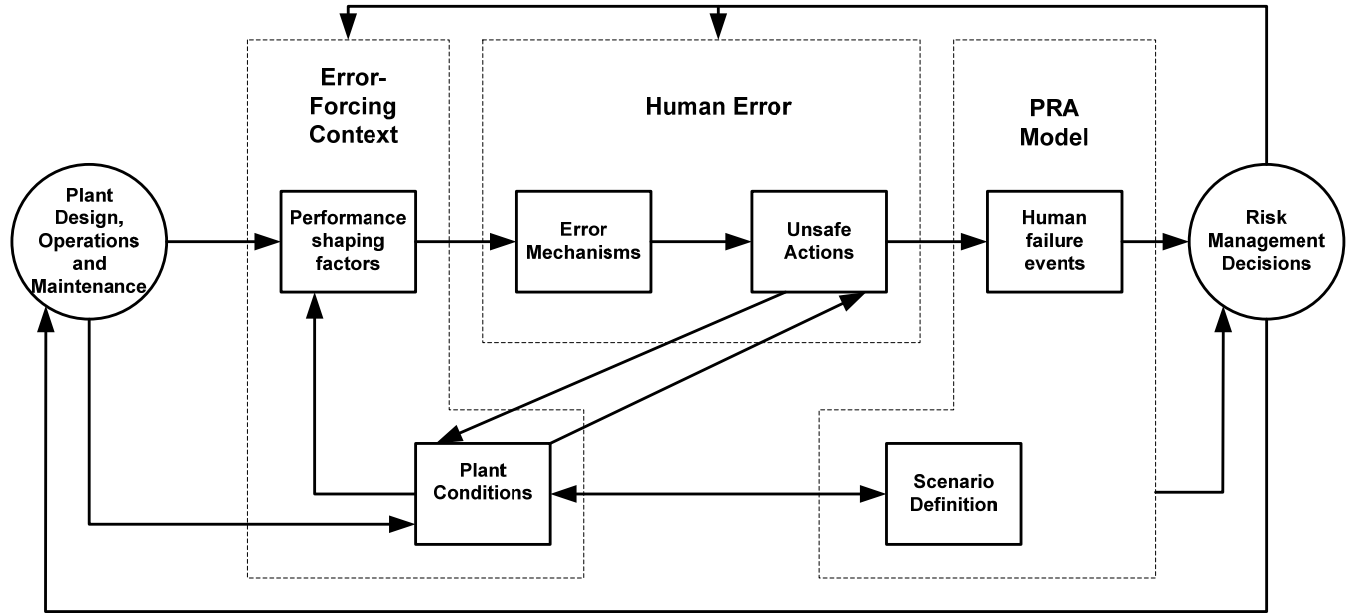 Error-
Forcing
Context
Human Error
PRA
Model
Plant
Design,
Operations
and
Maintenance
Performance
shaping
factors
Error
Mechanisms
Unsafe
Actions
Human
failure
events
Risk
Management
Decisions
Plant
Conditions
Scenario
Definition